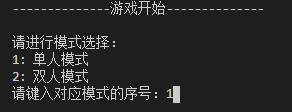 --------------游戏开始--------------
请进行模式选择：
1: 单人模式
2: 双人模式
请键入对应模式的序号：1